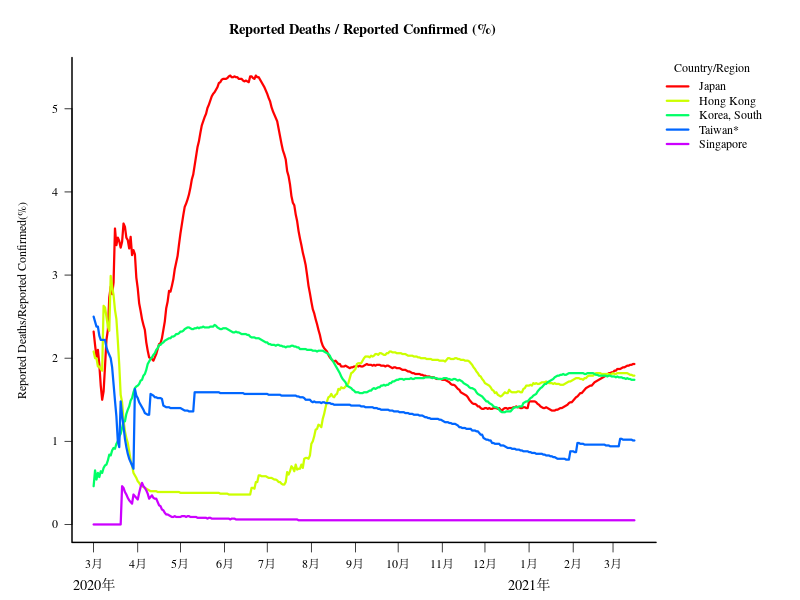 Reported Deaths / Reported Confirmed (%)
Country/Region
Japan
Hong Kong
Korea, South
Taiwan*
Singapore
Reported Deaths/Reported Confirmed(%)
5
4
3
2
1
0
3月 4月 5月 6月 7月 8月 9月 10月 11月 12月 1月 2月 3月
2020年 2021年